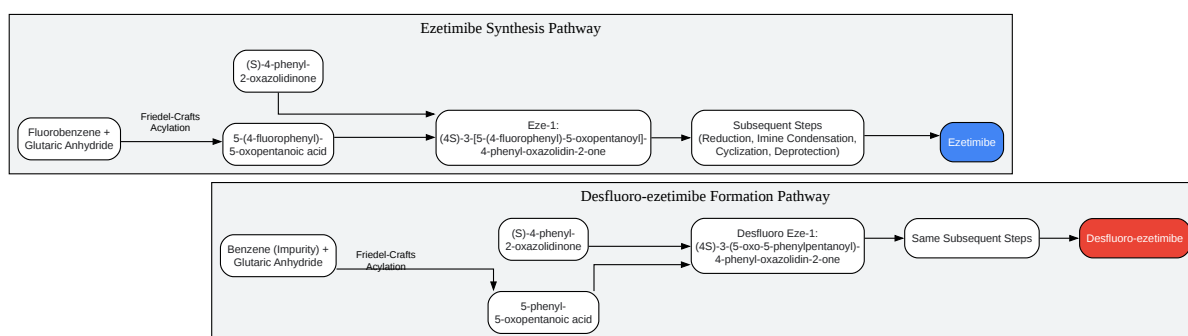 Ezetimibe Synthesis Pathway
(S)-4-phenyl-
2-oxazolidinone
Fluorobenzene +
Glutaric Anhydride
Friedel-Crafts
Acylation
5-(4-fluorophenyl)-
5-oxopentanoic acid
Eze-1:
(4S)-3-[5-(4-fluorophenyl)-5-oxopentanoyl]-
4-phenyl-oxazolidin-2-one
Subsequent Steps
(Reduction, Imine Condensation,
Cyclization, Deprotection)
Ezetimibe
Desfluoro-ezetimibe Formation Pathway
Benzene (Impurity) +
Glutaric Anhydride
Friedel-Crafts
Acylation
(S)-4-phenyl-
2-oxazolidinone
5-phenyl-
5-oxopentanoic acid
Desfluoro Eze-1:
(4S)-3-(5-oxo-5-phenylpentanoyl)-
4-phenyl-oxazolidin-2-one
Same Subsequent Steps
Desfluoro-ezetimibe